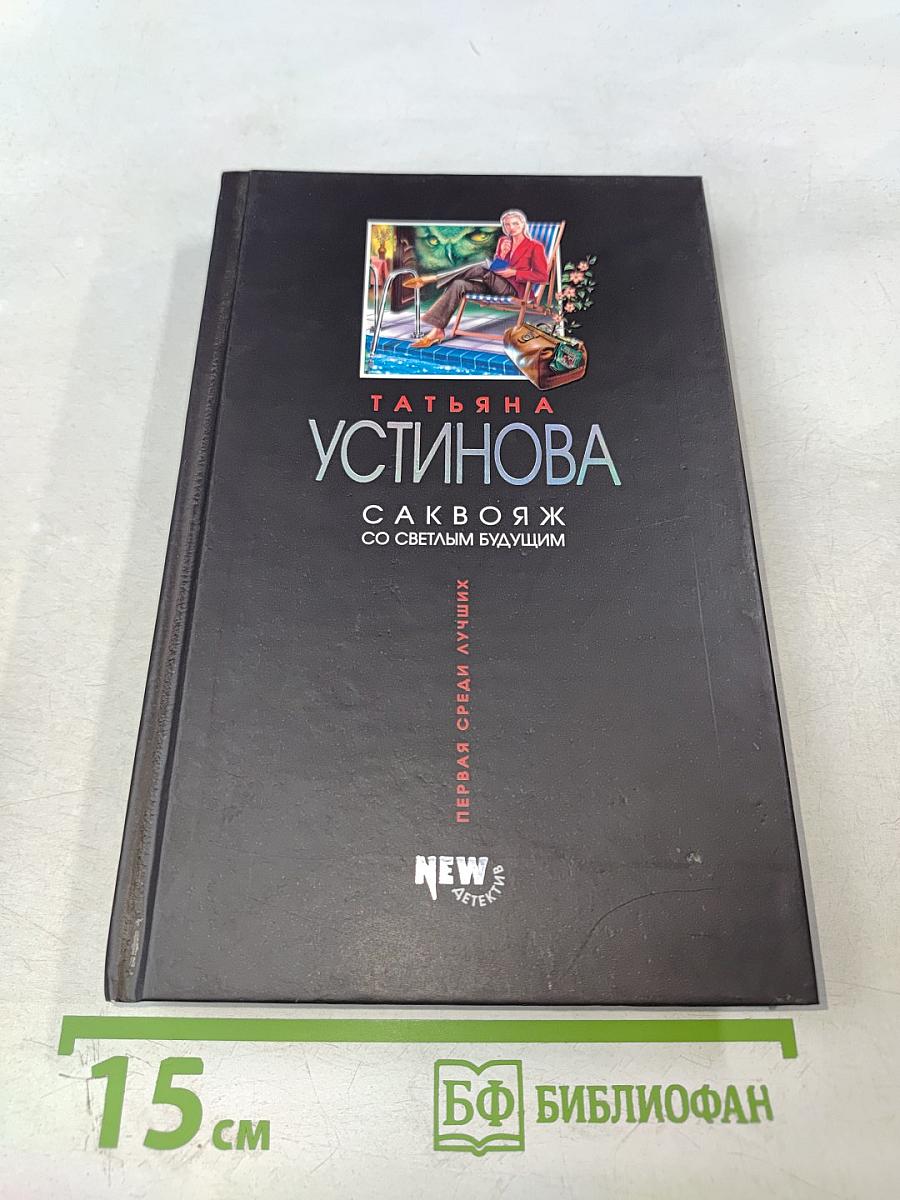 ТАТЬЯНА
УСТИНОВА
САКВОЯЖ
СО СВЕТЛЫМ БУДУЩИМ
ПЕРВАЯ СРЕДИ ЛУЧШИХ
NEW
ДЕТЕКТИВ
15 см
БФ БИБЛИОФАН